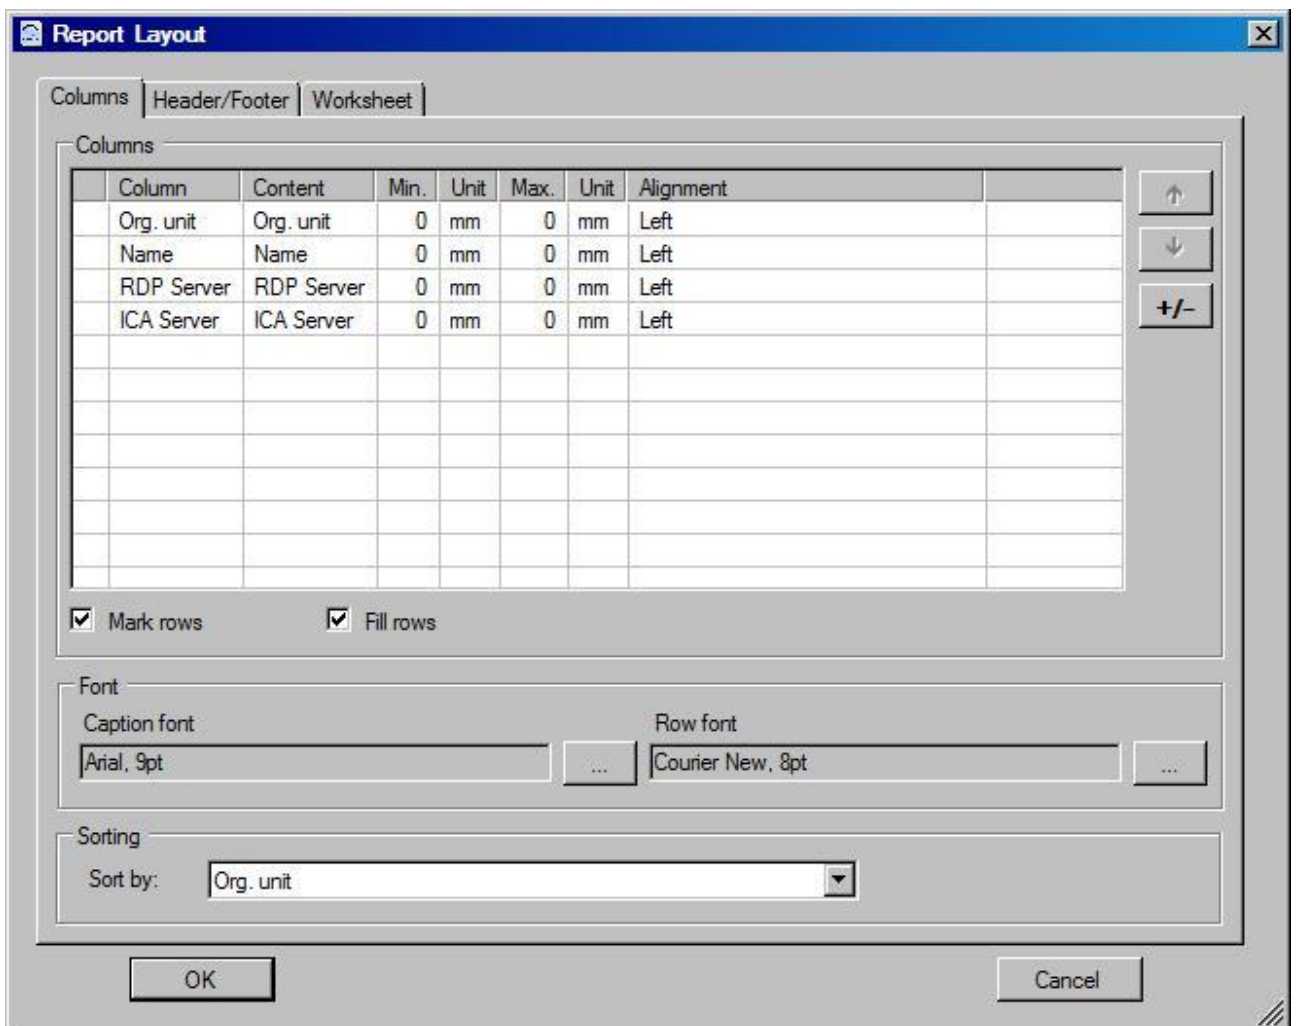 Report Layout
Columns Header/Footer Worksheet
Columns
Column Content Min. Unit Max. Unit Alignment
Org. unit Org. unit 0 mm 0 mm Left
Name Name 0 mm 0 mm Left
RDP Server RDP Server 0 mm 0 mm Left
ICA Server ICA Server 0 mm 0 mm Left
+/-
Mark rows Fill rows
Font
Caption font Row font
Arial, 9pt ... Courier New, 8pt ...
Sorting
Sort by: Org. unit
OK Cancel